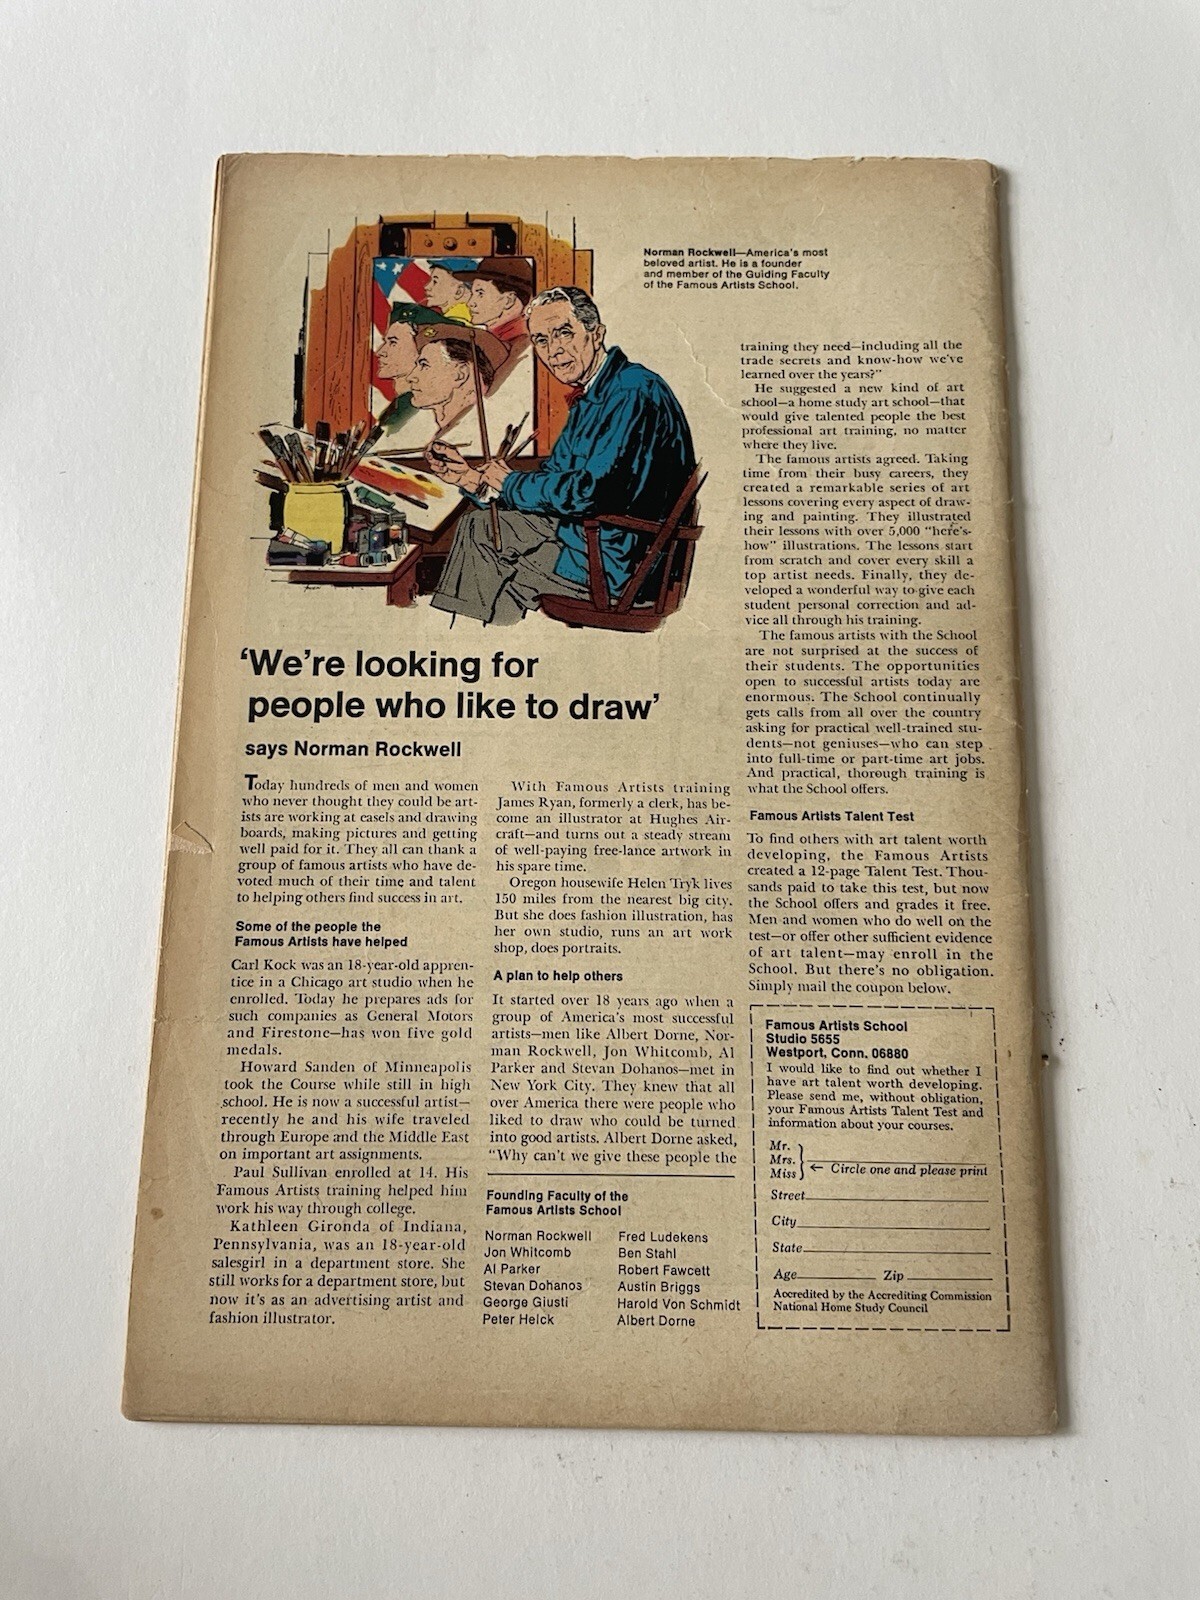 Norman Rockwell—America's most
beloved artist. He is a founder
and member of the Guiding Faculty
of the Famous Artists School.
'We're looking for
people who like to draw'
says Norman Rockwell
Today hundreds of men and women
who never thought they could be art-
ists are working at easels and drawing
boards, making pictures and getting
well paid for it. They all can thank a
group of famous artists who have de-
voted much of their time and talent
to helping others find success in art.
Some of the people the
Famous Artists have helped
Carl Kock was an 18-year-old appren-
tice in a Chicago art studio when he
enrolled. Today he prepares ads for
such companies as General Motors
and Firestone—has won five gold
medals.
Howard Sanden of Minneapolis
took the Course while still in high
school. He is now a successful artist—
recently he and his wife traveled
through Europe and the Middle East
on important art assignments.
Paul Sullivan enrolled at 14. His
Famous Artists training helped him
work his way through college.
Kathleen Gironda of Indiana,
Pennsylvania, was an 18-year-old
salesgirl in a department store. She
still works for a department store, but
now it's as an advertising artist and
fashion illustrator.
With Famous Artists training
James Ryan, formerly a clerk, has be-
come an illustrator at Hughes Air-
craft—and turns out a steady stream
of well-paying free-lance artwork in
his spare time.
Oregon housewife Helen Tryk lives
150 miles from the nearest big city.
But she does fashion illustration, has
her own studio, runs an art work
shop, does portraits.
A plan to help others
It started over 18 years ago when a
group of America's most successful
artists—men like Albert Dorne, Nor-
man Rockwell, Jon Whitcomb, Al
Parker and Stevan Dohanos—met in
New York City. They knew that all
over America there were people who
liked to draw who could be turned
into good artists. Albert Dorne asked,
"Why can't we give these people the
training they need—including all the
trade secrets and know-how we've
learned over the years?"
He suggested a new kind of art
school—a home study art school—that
would give talented people the best
professional art training, no matter
where they live.
The famous artists agreed. Taking
time from their busy careers, they
created a remarkable series of art
lessons covering every aspect of draw-
ing and painting. They illustrated
their lessons with over 5,000 "here's-
how" illustrations. The lessons start
from scratch and cover every skill a
top artist needs. Finally, they de-
veloped a wonderful way to give each
student personal correction and ad-
vice all through his training.
The famous artists with the School
are not surprised at the success of
their students. The opportunities
open to successful artists today are
enormous. The School continually
gets calls from all over the country
asking for practical well-trained stu-
dents—not geniuses—who can step
into full-time or part-time art jobs.
And practical, thorough training is
what the School offers.
Famous Artists Talent Test
To find others with art talent worth
developing, the Famous Artists
created a 12-page Talent Test. Thou-
sands paid to take this test, but now
the School offers and grades it free.
Men and women who do well on the
test—or offer other sufficient evidence
of art talent—may enroll in the
School. But there's no obligation.
Simply mail the coupon below.
Founding Faculty of the
Famous Artists School
Norman Rockwell
Jon Whitcomb
Al Parker
Stevan Dohanos
George Giusti
Peter Helck
Fred Ludekens
Ben Stahl
Robert Fawcett
Austin Briggs
Harold Von Schmidt
Albert Dorne
Famous Artists School
Studio 5655
Westport, Conn. 06880
I would like to find out whether I
have art talent worth developing.
Please send me, without obligation,
your Famous Artists Talent Test and
information about your courses.
Mr.
Mrs.
Miss ← Circle one and please print
Street
City
State
Age Zip
Accredited by the Accrediting Commission
National Home Study Council